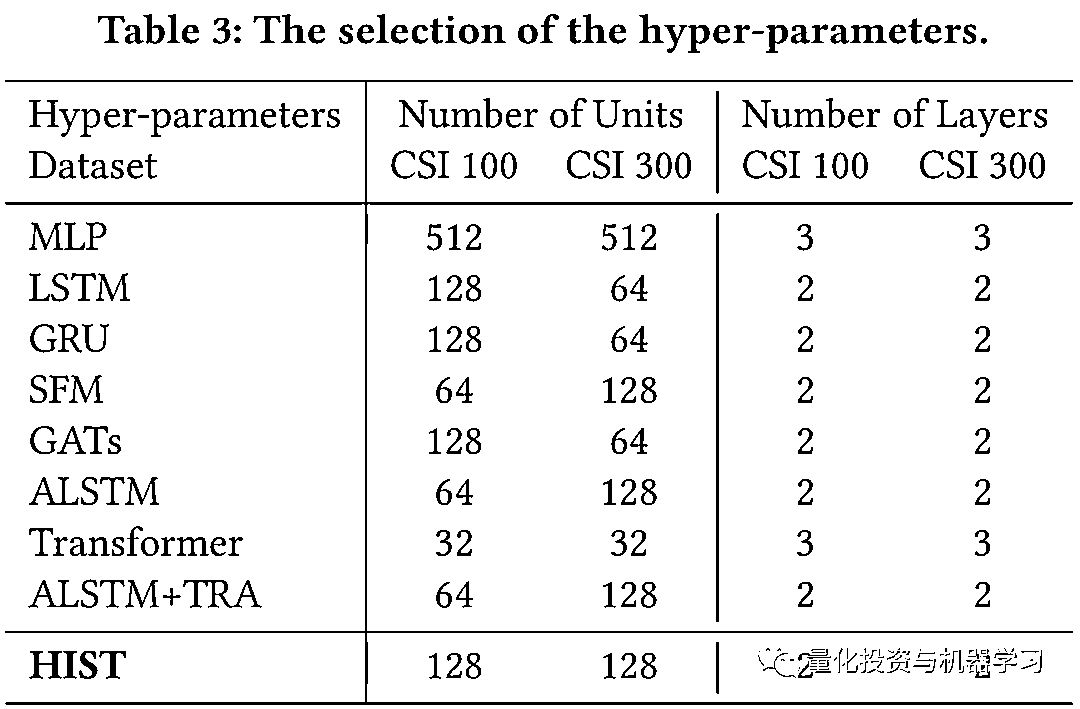 Table 3: The selection of the hyper-parameters.
Hyper-parameters Number of Units Number of Layers
Dataset CSI 100 CSI 300 CSI 100 CSI 300
MLP 512 512 3 3
LSTM 128 64 2 2
GRU 128 64 2 2
SFM 64 128 2 2
GATs 128 64 2 2
ALSTM 64 128 2 2
Transformer 32 32 3 3
ALSTM+TRA 64 128 2 2
HIST 128 128 2 2
量化投资与机器学习